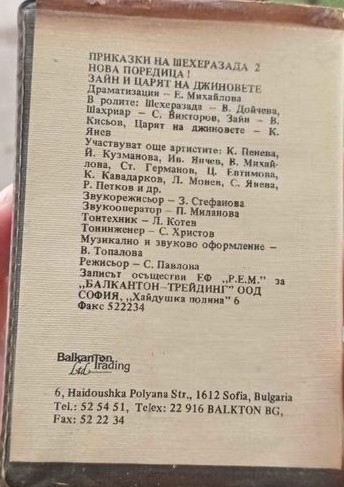 ПРИКАЗКИ НА ШЕХЕРАЗАДА 2
НОВА ПОРЕДИЦА!
ЗАЙН И ЦАРЯТ НА ДЖИНОВЕТЕ
Драматизация – Е. Михайлова
В ролите: Шехеразада – В. Дойчева,
Шахриар – С. Викторов, Зайн – В.
Кисьов, Царят на джиновете – К.
Янев
Участвуват още артистите: К. Пенева,
Й. Кузманова, Ив. Янчев, В. Михай-
лова, Ст. Германов, Ц. Евтимова,
К. Кавадарков, Л. Монев, С. Янева,
Р. Петков и др.
Звукорежисьор – З. Стефанова
Звукооператор – П. Миланова
Тонтехник – Л. Котев
Тонинженер – С. Христов
Музикално и звуково оформление –
В. Топалова
Режисьор – С. Павлова
Записът осъществи ЕФ „Р.Е.М.” за
„БАЛКАНТОН–ТРЕЙДИНГ” ООД
СОФИЯ, „Хайдушка поляна” 6
Факс 522234
BalkanTon
Ltd. Trading
6, Haidoushka Polyana Str., 1612 Sofia, Bulgaria
Tel.: 52 54 51, Telex: 22 916 BALKTON BG,
Fax: 52 22 34